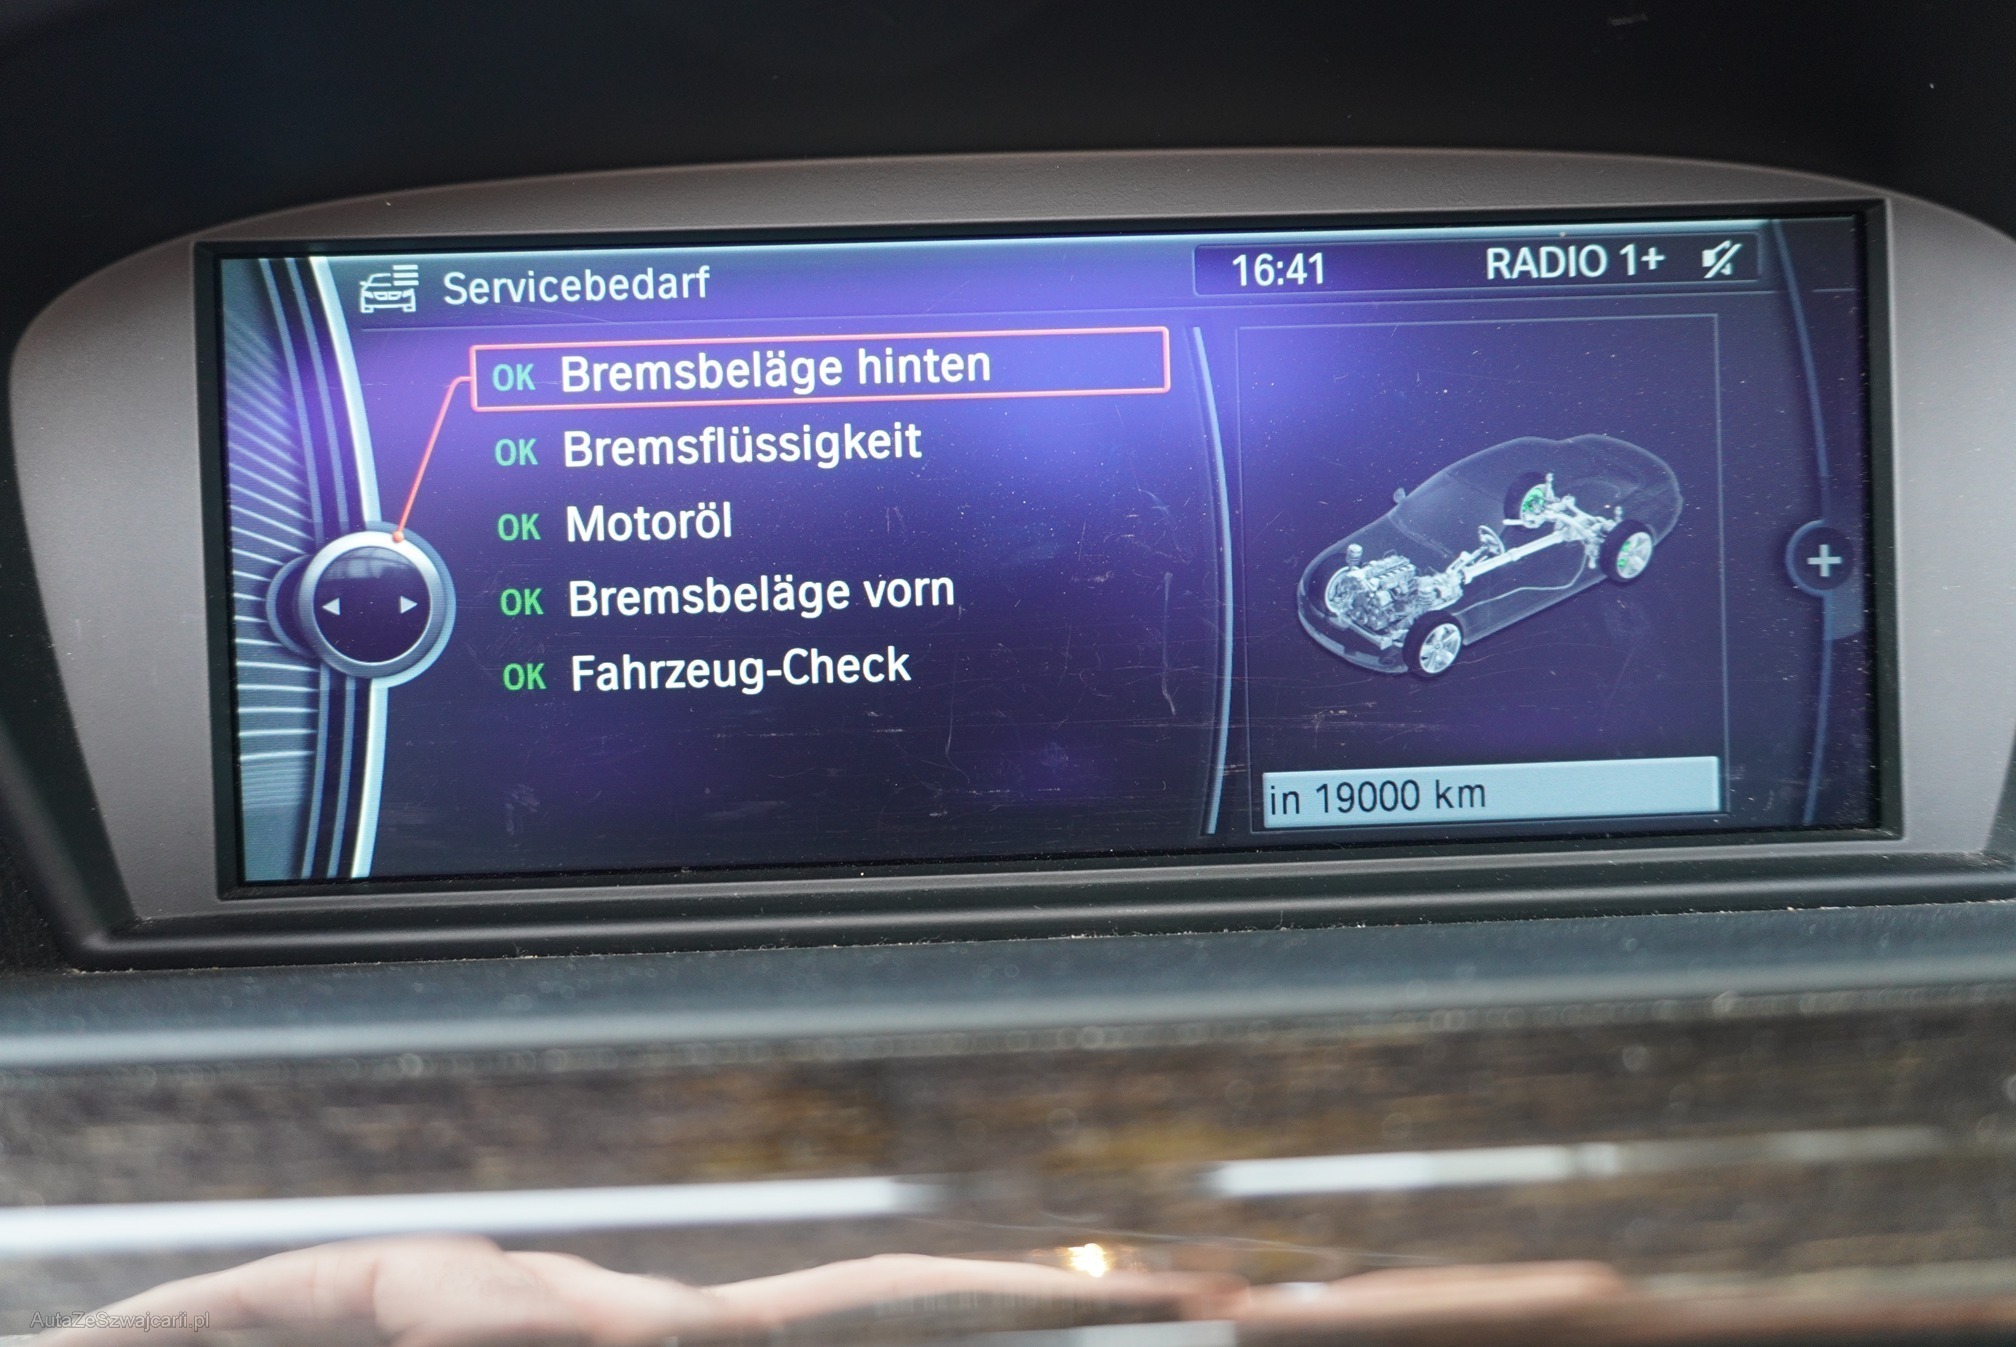 Servicebedarf
16:41 RADIO 1+
OK Bremsbeläge hinten
OK Bremsflüssigkeit
OK Motoröl
OK Bremsbeläge vorn
OK Fahrzeug-Check
+
in 19000 km
AutaZeSzwajcarii.pl